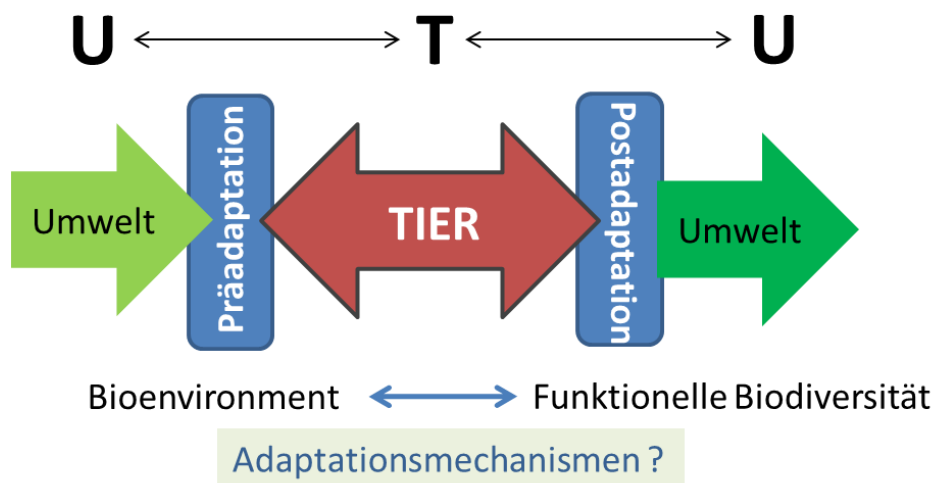 U T U
Umwelt
Präadaptation
TIER
Postadaptation
Umwelt
Bioenvironment Funktionelle Biodiversität
Adaptationsmechanismen ?